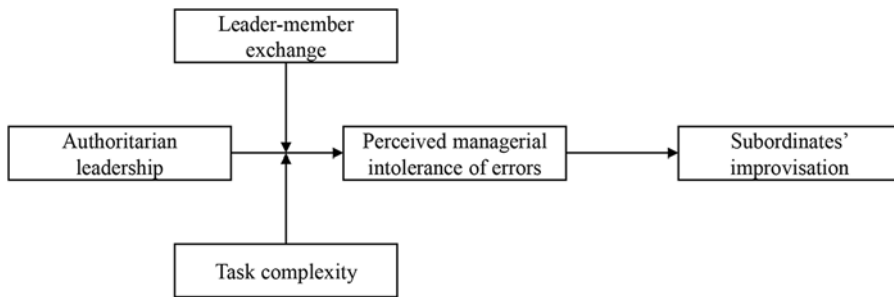 Leader-member
exchange
Authoritarian
leadership
Perceived managerial
intolerance of errors
Subordinates’
improvisation
Task complexity